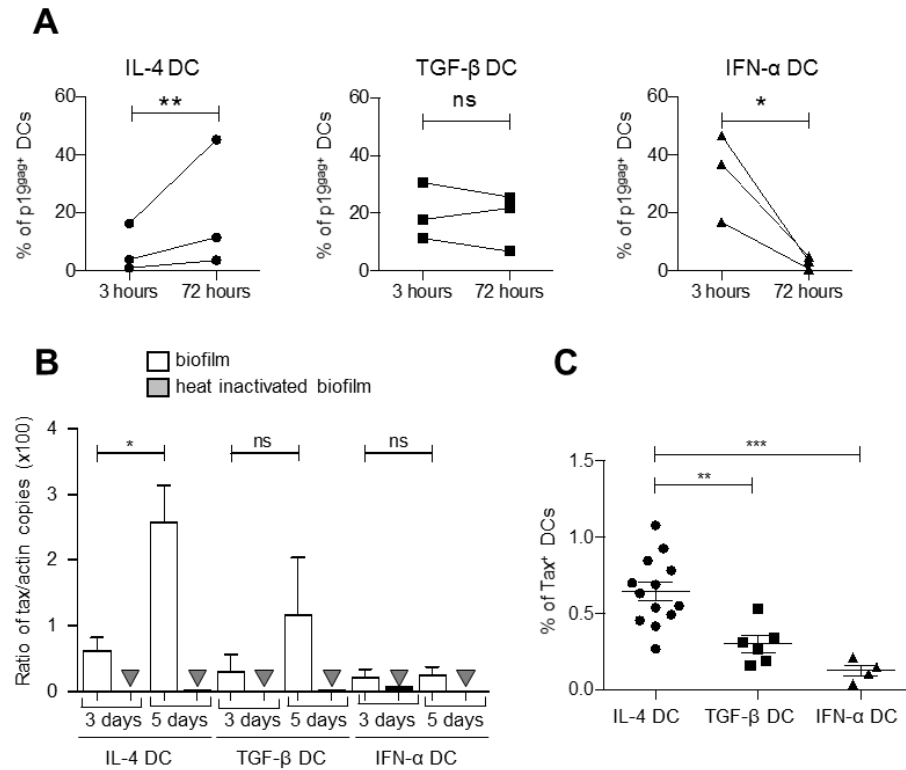 A
IL-4 DC
TGF-β DC
IFN-α DC
% of p19gag+ DCs
60
40
20
0
**
3 hours
72 hours
% of p19gag+ DCs
60
40
20
0
ns
3 hours
72 hours
% of p19gag+ DCs
60
40
20
0
*
3 hours
72 hours
B
biofilm
heat inactivated biofilm
Ratio of tax/actin copies (x100)
4
3
2
1
0
*
ns
ns
3 days
5 days
3 days
5 days
3 days
5 days
IL-4 DC
TGF-β DC
IFN-α DC
C
% of Tax+ DCs
1.5
1.0
0.5
0.0
***
**
IL-4 DC
TGF-β DC
IFN-α DC